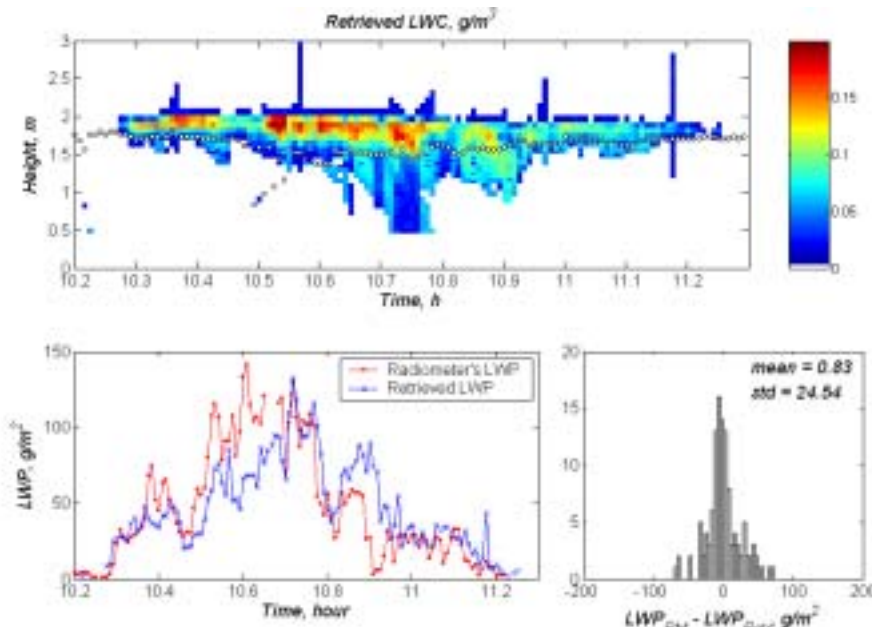 Retrieved LWC, g/m³
3
2.5
2
1.5
1
0.5
0
Height, m
10.2 10.3 10.4 10.5 10.6 10.7 10.8 10.9 11 11.1 11.2
Time, h
0.15
0.1
0.05
0
150
100
50
0
LWP, g/m²
Radiometer's LWP
Retrieved LWP
10.2 10.4 10.6 10.8 11 11.2
Time, hour
20
15
10
5
0
mean = 0.83
std = 24.54
-200 -100 0 100 200
LWP - LWP g/m²